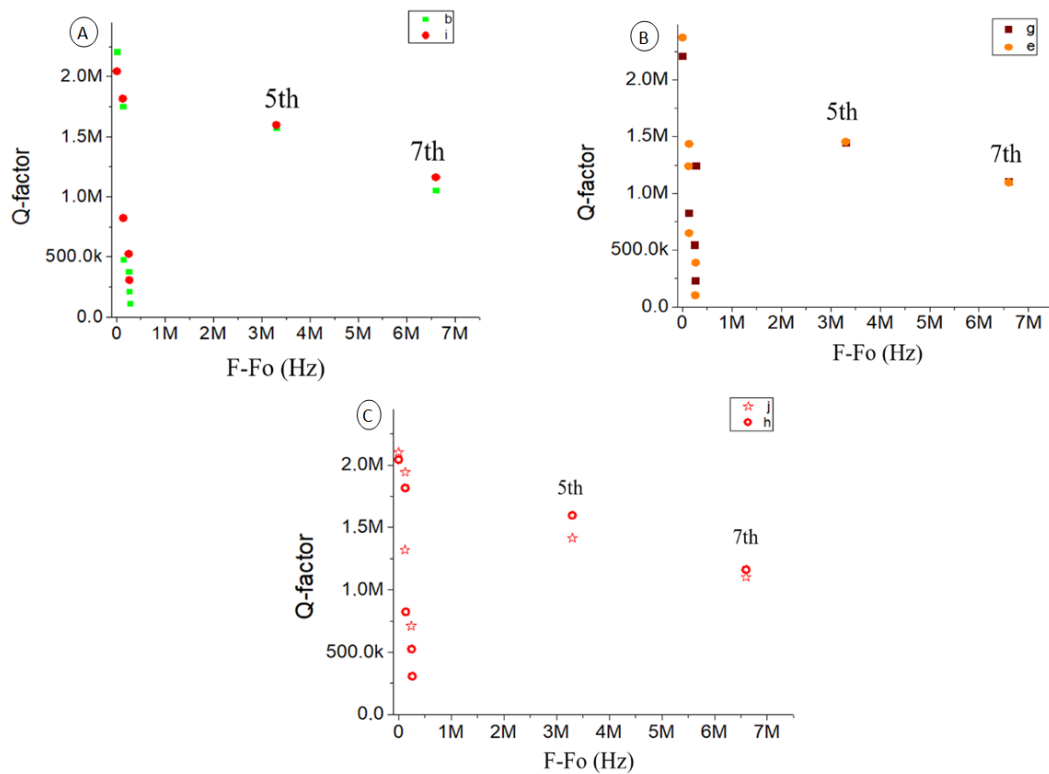 A
b
i
2.0M
1.5M
1.0M
500.0k
0.0
Q-factor
5th
7th
0 1M 2M 3M 4M 5M 6M 7M
F-Fo (Hz)
B
g
e
2.0M
1.5M
1.0M
500.0k
0.0
Q-factor
5th
7th
0 1M 2M 3M 4M 5M 6M 7M
F-Fo (Hz)
C
j
h
2.0M
1.5M
1.0M
500.0k
0.0
Q-factor
5th
7th
0 1M 2M 3M 4M 5M 6M 7M
F-Fo (Hz)